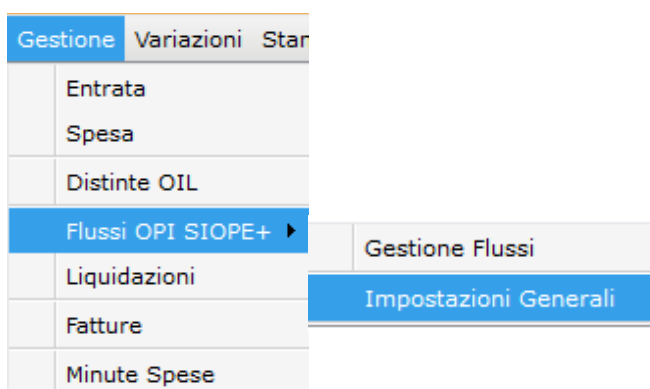 Gestione Variazioni Star
Entrata
Spesa
Distinte OIL
Flussi OPI SIOPE+
Gestione Flussi
Impostazioni Generali
Liquidazioni
Fatture
Minute Spese